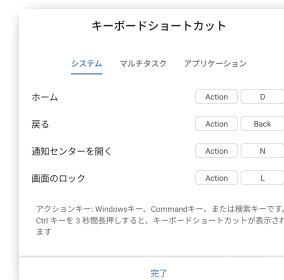 キーボードショートカット
システム マルチタスク アプリケーション
ホーム Action D
戻る Action Back
通知センターを開く Action N
画面のロック Action L
アクションキー: Windowsキー、Commandキー、または検索キーです。
Ctrl キーを 3 秒間長押しすると、キーボードショートカットが表示され
ます
完了